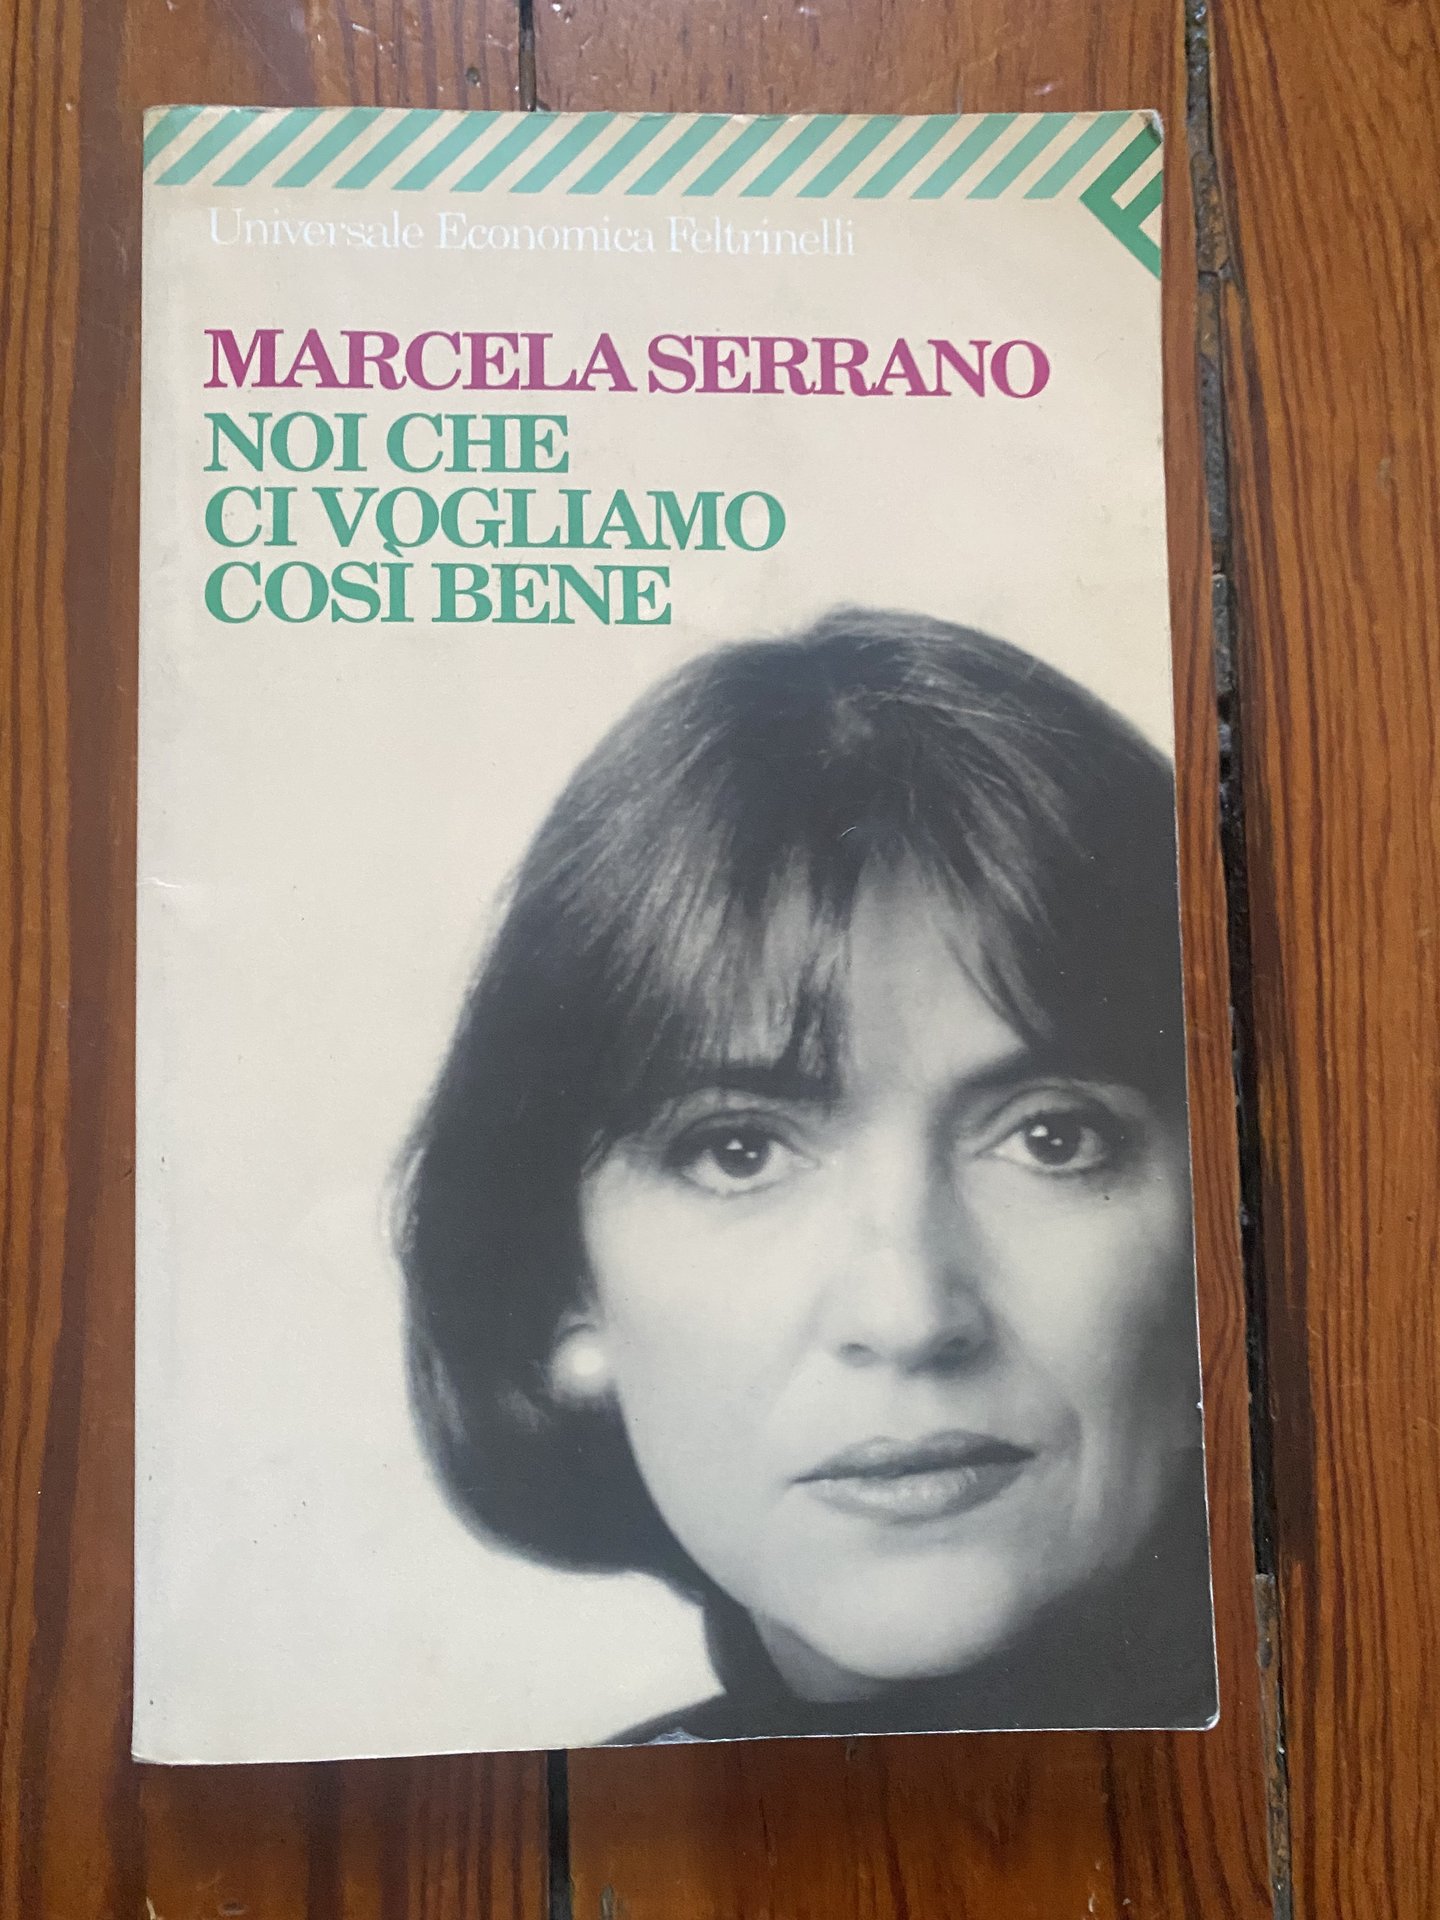 Universale Economica Feltrinelli
MARCELA SERRANO
NOI CHE
CI VOGLIAMO
COSÌ BENE